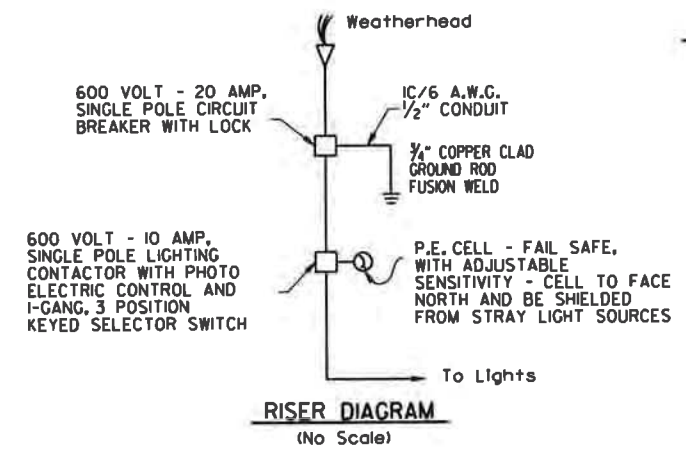 Weatherhead
600 VOLT - 20 AMP,
SINGLE POLE CIRCUIT
BREAKER WITH LOCK
1C/6 A.W.G.
1/2" CONDUIT
3/4" COPPER CLAD
GROUND ROD
FUSION WELD
600 VOLT - 10 AMP,
SINGLE POLE LIGHTING
CONTACTOR WITH PHOTO
ELECTRIC CONTROL AND
1-GANG, 3 POSITION
KEYED SELECTOR SWITCH
P.E. CELL - FAIL SAFE,
WITH ADJUSTABLE
SENSITIVITY - CELL TO FACE
NORTH AND BE SHIELDED
FROM STRAY LIGHT SOURCES
To Lights
RISER DIAGRAM
(No Scale)